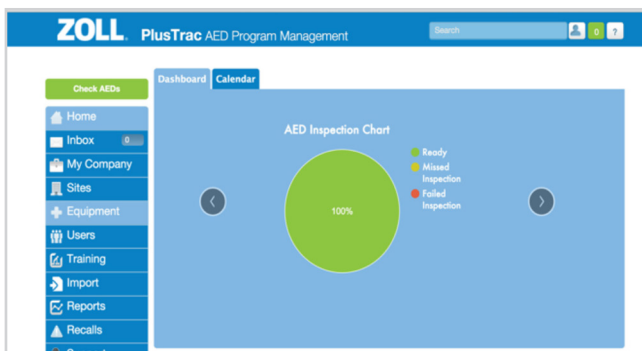 ZOLL. PlusTrac AED Program Management
Search
0
?
Check AEDs
Dashboard
Calendar
Home
Inbox 0
My Company
Sites
Equipment
Users
Training
Import
Reports
Recalls
AED Inspection Chart
100%
Ready
Missed
Inspection
Failed
Inspection